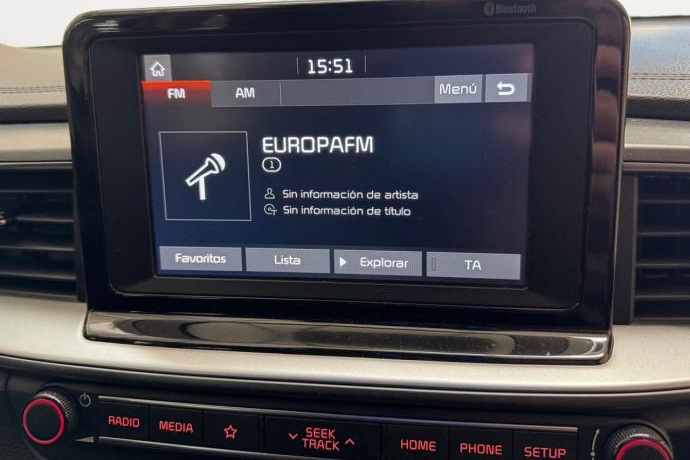 Bluetooth
15:51
FM AM Menú
EUROPAFM
1
Sin información de artista
Sin información de título
Favoritos Lista Explorar TA
RADIO MEDIA SEEK TRACK HOME PHONE SETUP